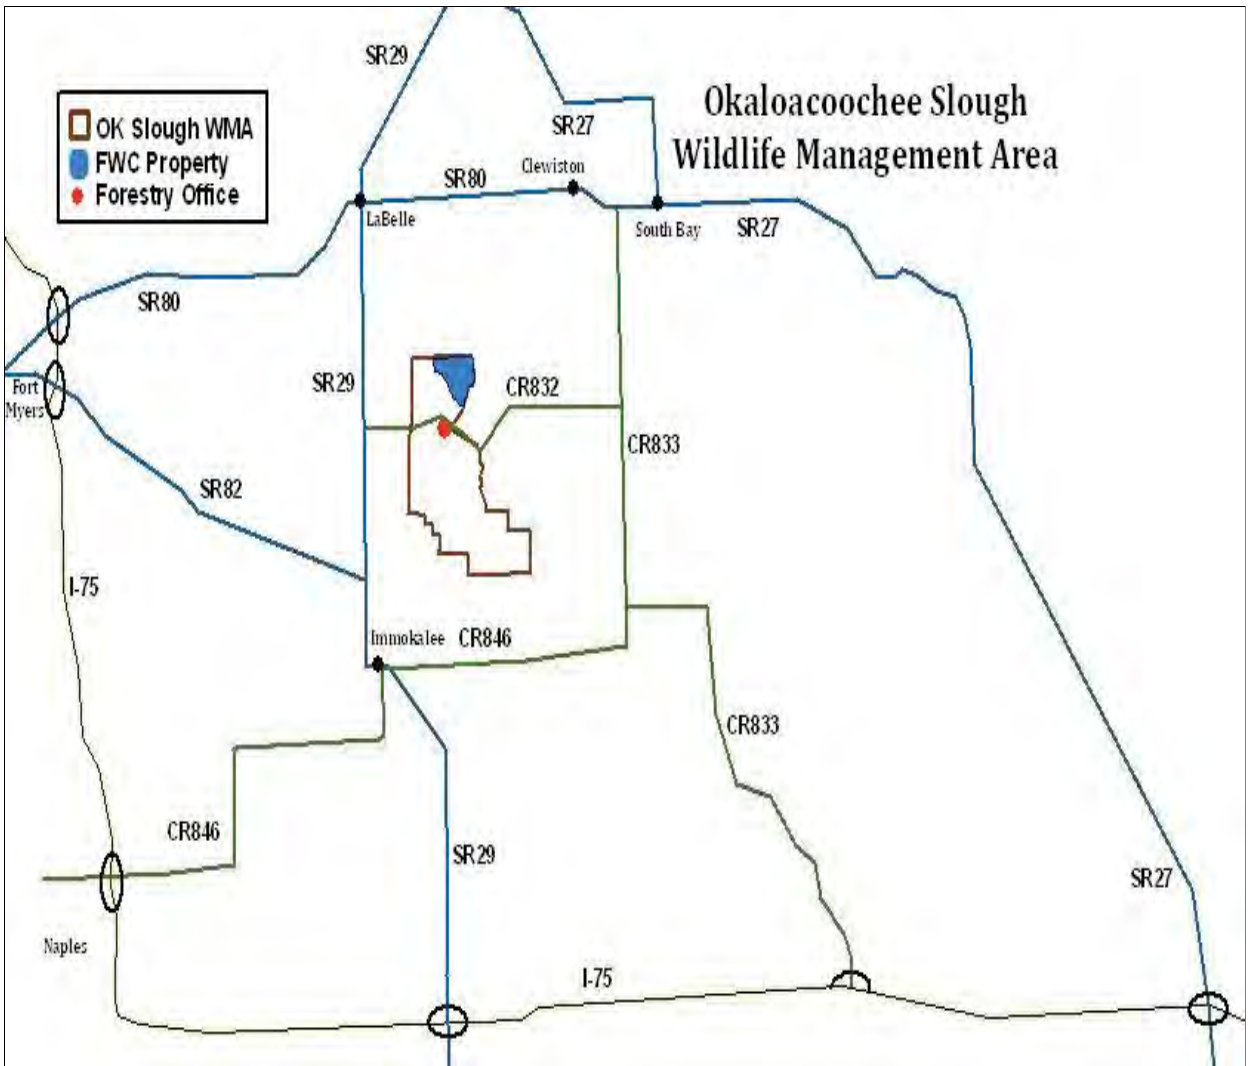 SR29
Okaloacoochee Slough
Wildlife Management Area
OK Slough WMA
FWC Property
Forestry Office
SR27
Clewiston
SR80
LaBelle
South Bay
SR27
SR80
SR29
CR832
Fort
Myers
CR833
SR82
I-75
Immokalee
CR846
CR833
CR846
SR29
SR27
Naples
I-75